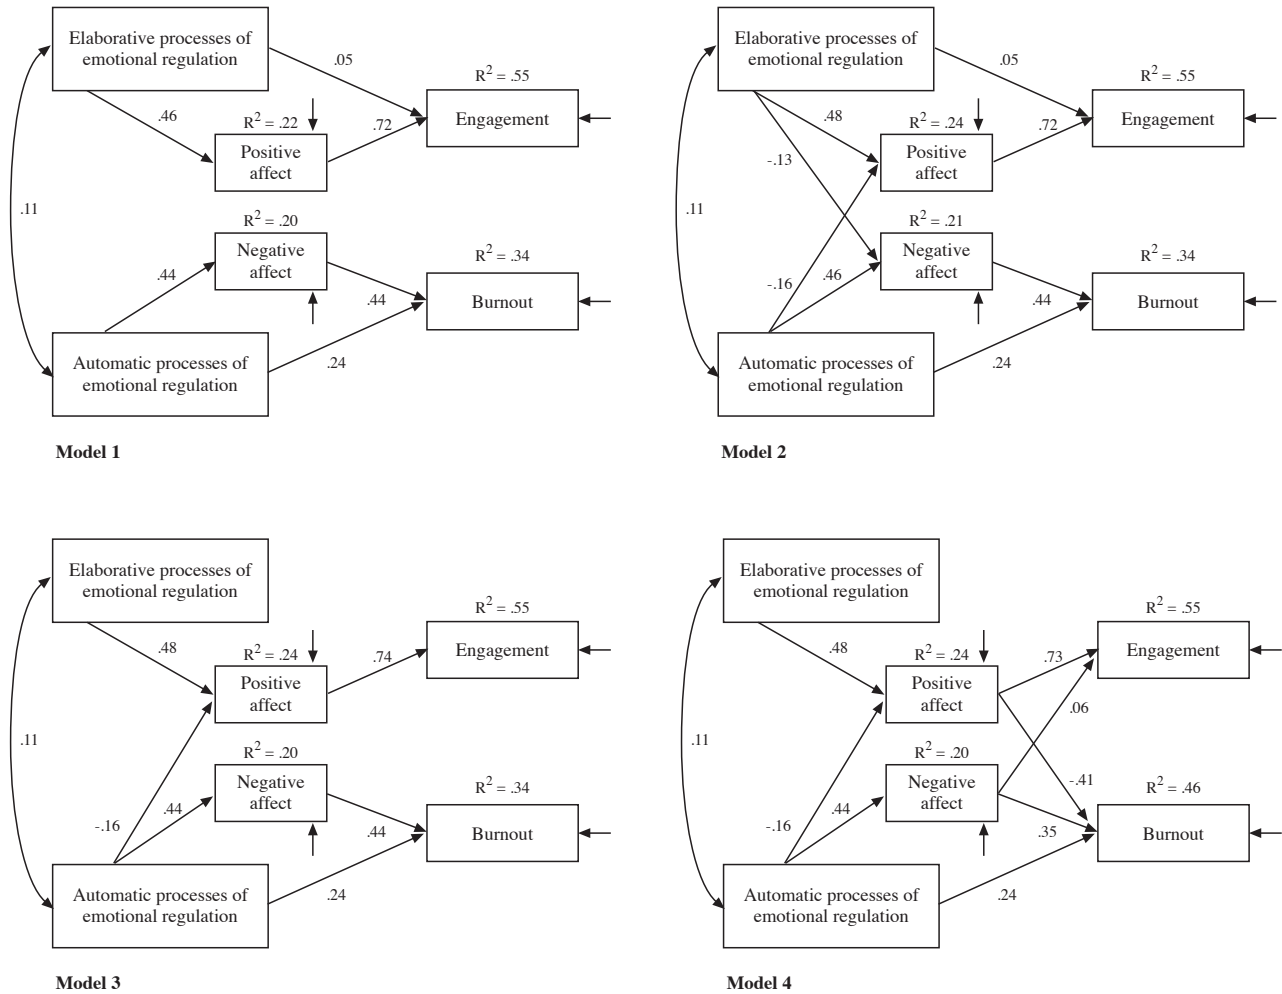 Elaborative processes of
emotional regulation
.05
R2 = .55
Engagement
.46
R2 = .22
.72
Positive
affect
.11
R2 = .20
Negative
affect
.44
R2 = .34
.44
Burnout
Automatic processes of
emotional regulation
.24
Model 1
Elaborative processes of
emotional regulation
.05
R2 = .55
Engagement
.48
R2 = .24
.72
-.13
Positive
affect
.11
R2 = .21
Negative
affect
-.16
.46
R2 = .34
.44
Burnout
Automatic processes of
emotional regulation
.24
Model 2
Elaborative processes of
emotional regulation
R2 = .55
Engagement
.48
R2 = .24
.74
Positive
affect
.11
R2 = .20
Negative
affect
-.16
.44
R2 = .34
.44
Burnout
Automatic processes of
emotional regulation
.24
Model 3
Elaborative processes of
emotional regulation
R2 = .55
Engagement
.48
R2 = .24
.73
Positive
affect
.06
.11
R2 = .20
Negative
affect
-.41
-.16
.44
R2 = .46
.35
Burnout
Automatic processes of
emotional regulation
.24
Model 4